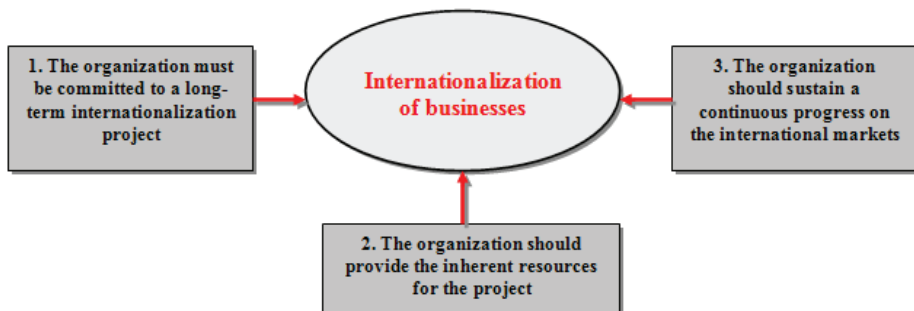 1. The organization must
be committed to a long-
term internationalization
project
Internationalization
of businesses
3. The organization
should sustain a
continuous progress on
the international markets
2. The organization should
provide the inherent resources
for the project